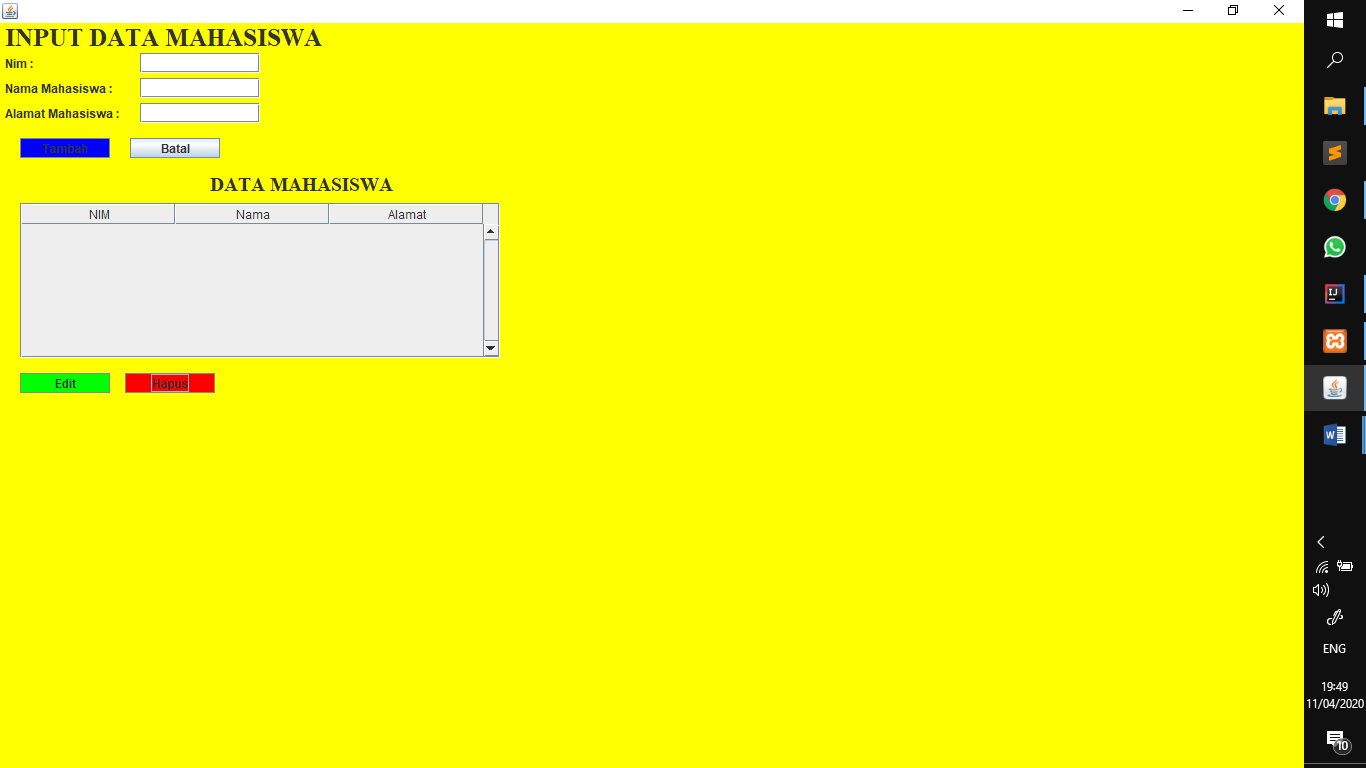 INPUT DATA MAHASISWA
Nim :
Nama Mahasiswa :
Alamat Mahasiswa :
Tambah Batal
DATA MAHASISWA
NIM Nama Alamat
Edit Hapus
IJ
W
ENG
19:49
11/04/2020
10